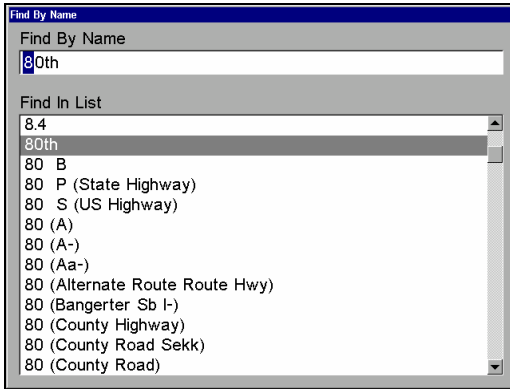 Find By Name
Find By Name
80th
Find In List
8.4
80th
80 B
80 P (State Highway)
80 S (US Highway)
80 (A)
80 (A-)
80 (Aa-)
80 (Alternate Route Route Hwy)
80 (Bangerter Sb I-)
80 (County Highway)
80 (County Road Sekk)
80 (County Road)